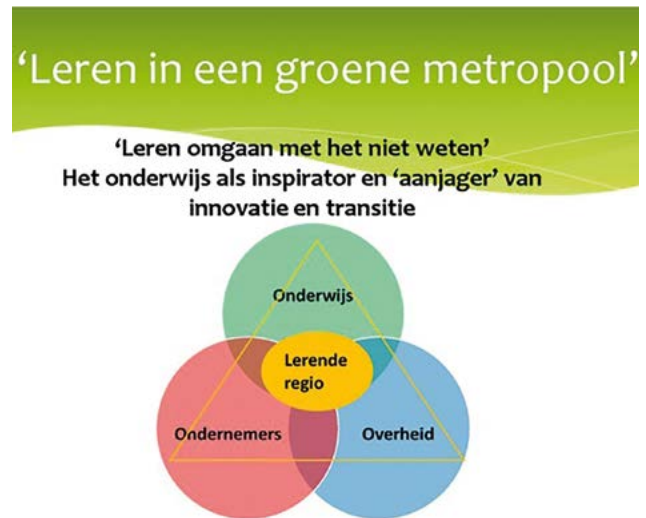 ‘Leren in een groene metropool’
‘Leren omgaan met het niet weten’
Het onderwijs als inspirator en ‘aanjager’ van
innovatie en transitie
Onderwijs
Lerende
regio
Ondernemers
Overheid